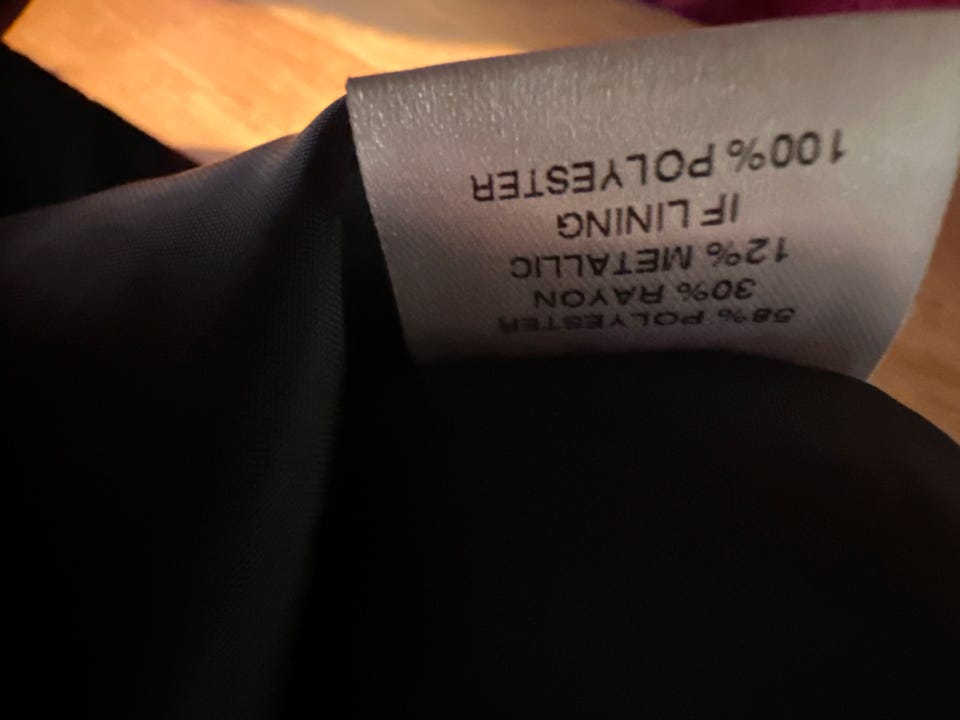 58% POLYESTER
30% RAYON
12% METALLIC
IF LINING
100% POLYESTER